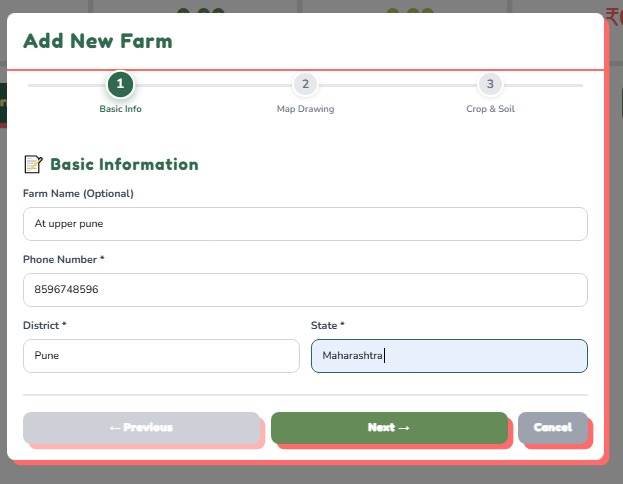 Add New Farm
1 2 3
Basic Info Map Drawing Crop & Soil
📝 Basic Information
Farm Name (Optional)
At upper pune
Phone Number *
8596748596
District * State *
Pune Maharashtra
← Previous Next → Cancel